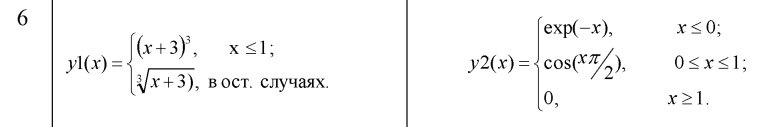 6
y1(x) = { (x+3)³, x ≤ 1;
∛x+3), в ост. случаях.
y2(x) = { exp(−x), x ≤ 0;
cos(xπ/2), 0 ≤ x ≤ 1;
0, x ≥ 1.